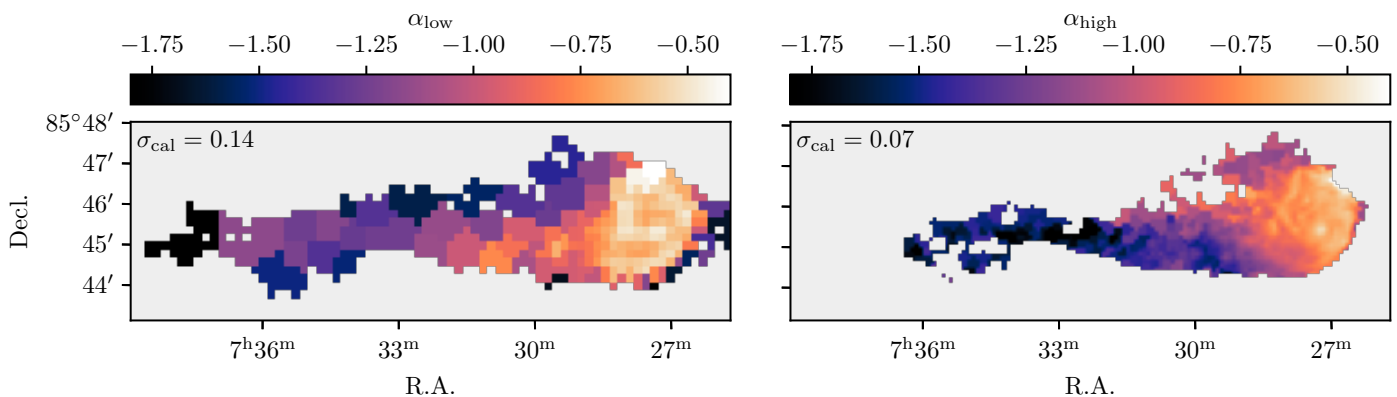 α_low
−1.75 −1.50 −1.25 −1.00 −0.75 −0.50
σ_cal = 0.14
85°48′
47′
46′
45′
44′
Decl.
7ʰ36ᵐ 33ᵐ 30ᵐ 27ᵐ
R.A.
α_high
−1.75 −1.50 −1.25 −1.00 −0.75 −0.50
σ_cal = 0.07
7ʰ36ᵐ 33ᵐ 30ᵐ 27ᵐ
R.A.